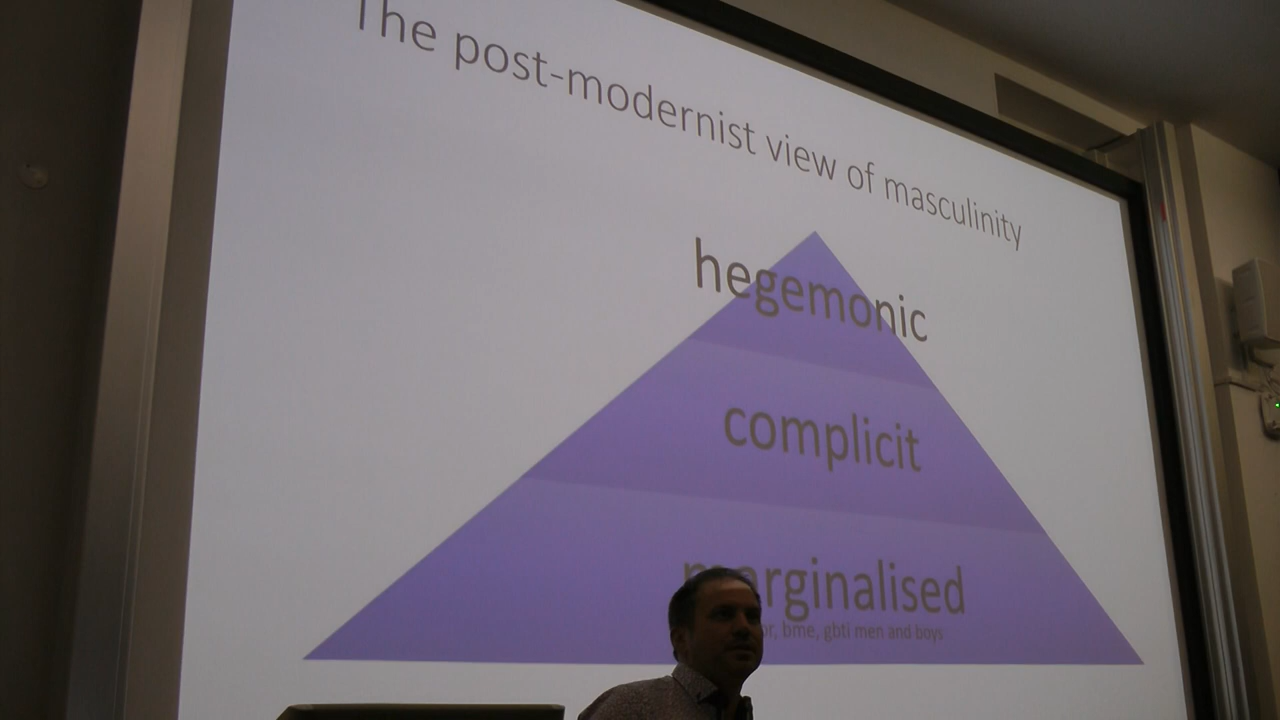 The post-modernist view of masculinity
hegemonic
complicit
marginalised
bme, gbti men and boys